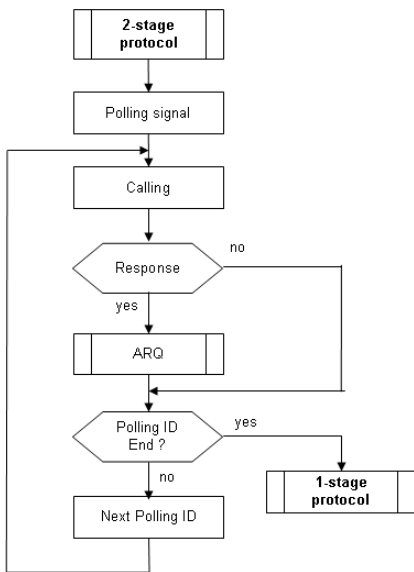 2-stage
protocol
Polling signal
Calling
Response
no
yes
ARQ
Polling ID
End ?
yes
no
1-stage
protocol
Next Polling ID